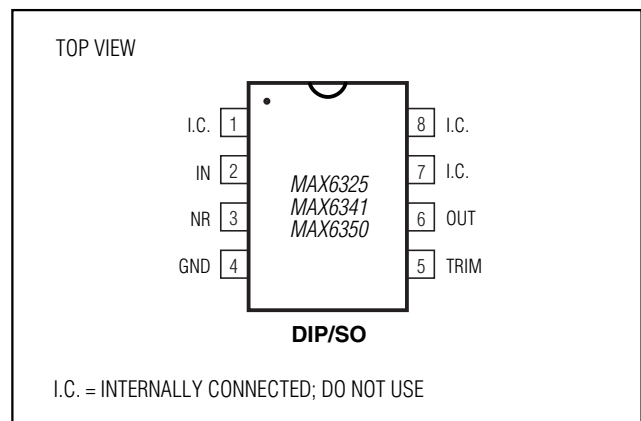 TOP VIEW
I.C. 1 8 I.C.
IN 2 7 I.C.
NR 3 6 OUT
GND 4 5 TRIM
MAX6325
MAX6341
MAX6350
DIP/SO
I.C. = INTERNALLY CONNECTED; DO NOT USE